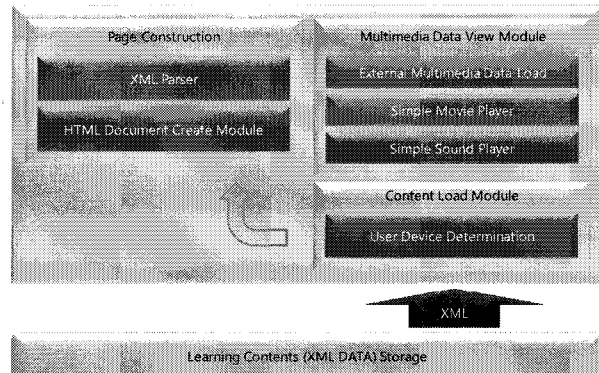 Page Construction
XML Parser
HTML Document Create Module
Multimedia Data View Module
External Multimedia Data Load
Simple Movie Player
Simple Sound Player
Content Load Module
User Device Determination
XML
Learning Contents (XML DATA) Storage